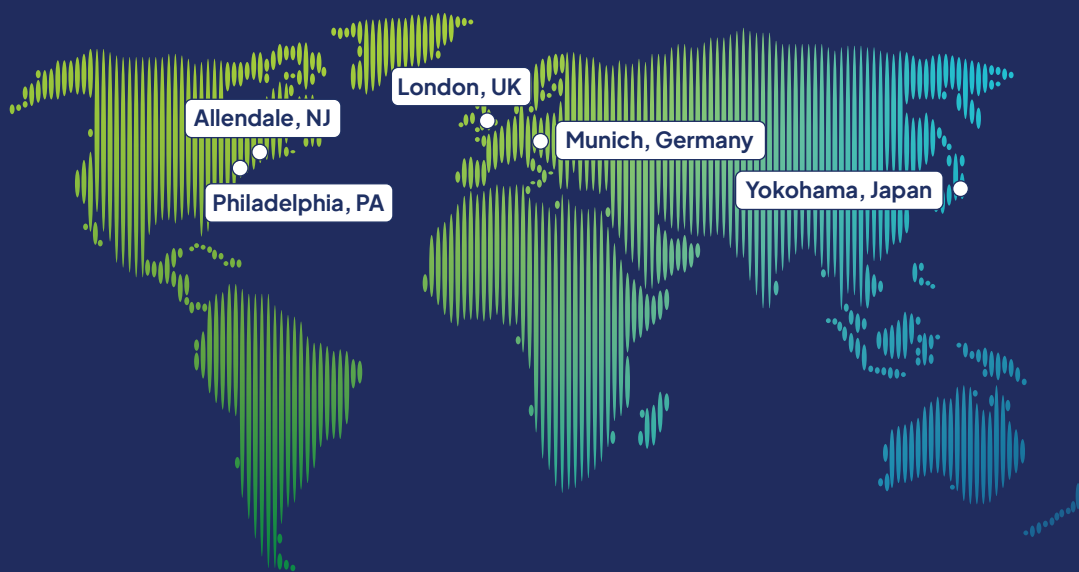 London, UK
Allendale, NJ
Munich, Germany
Yokohama, Japan
Philadelphia, PA